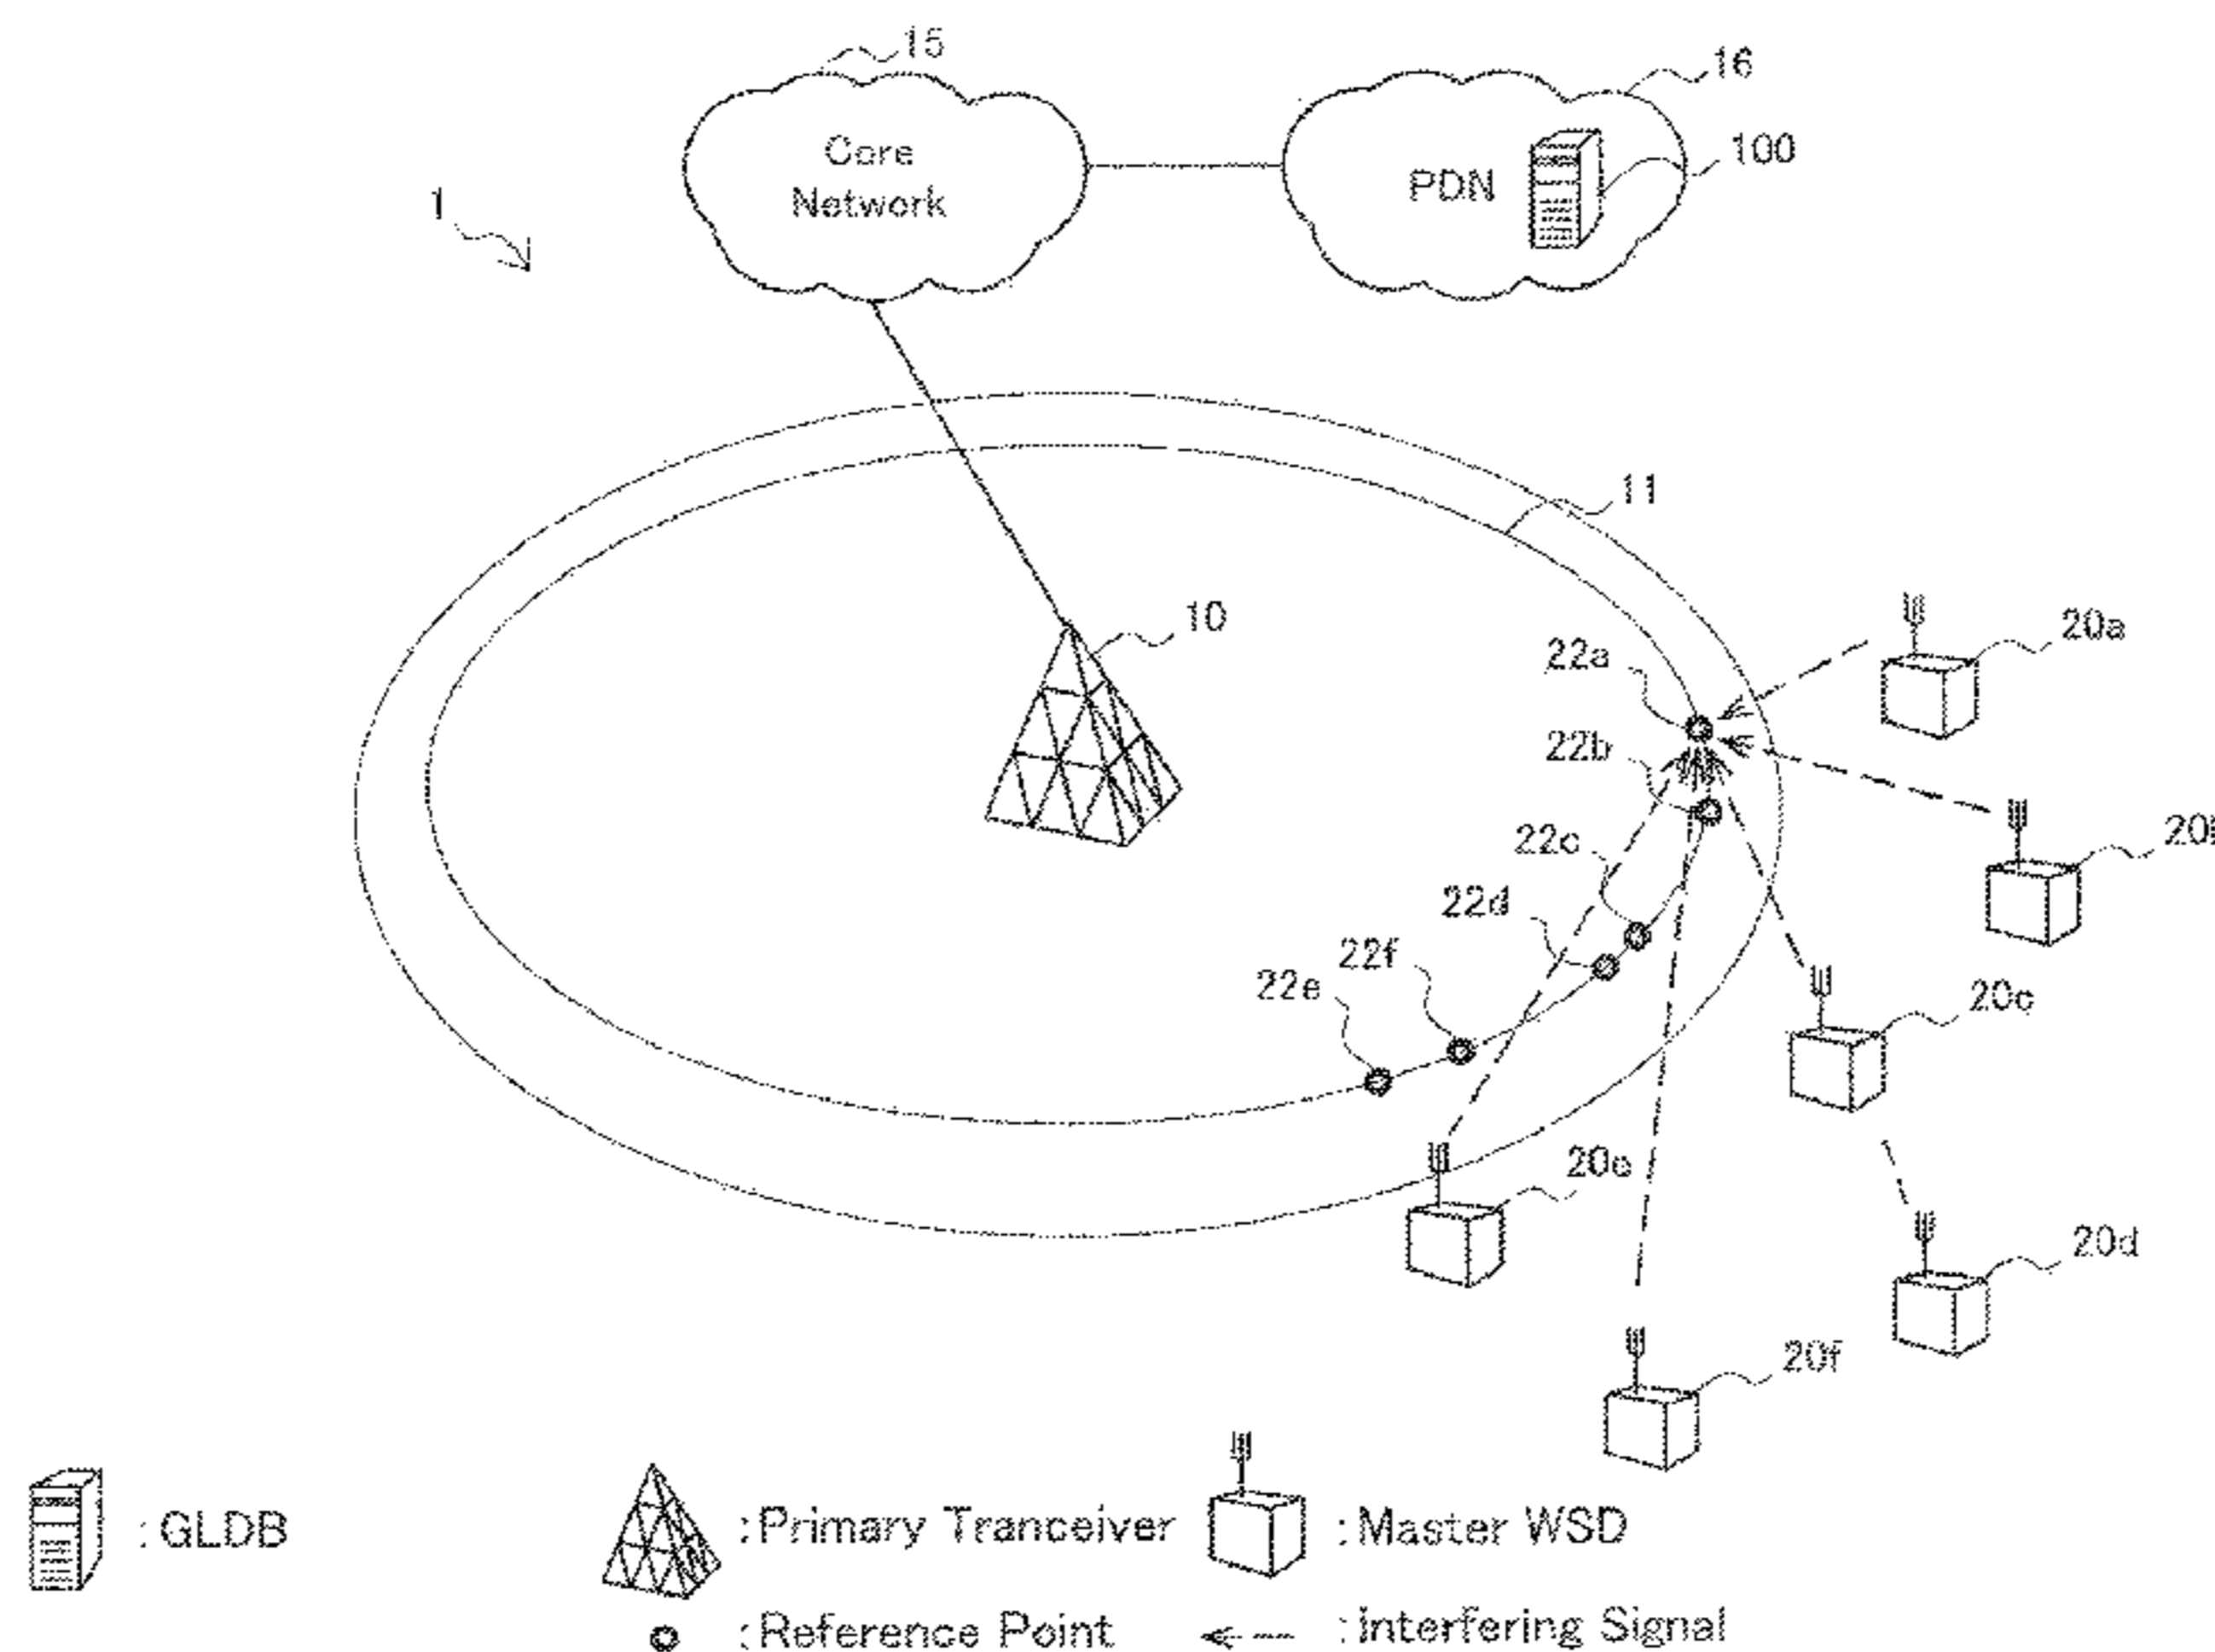 15
16
Core
Network
PDN
100
1
11
10
20a
22a
22b
20b
22c
22d
22f
22e
20c
20e
20d
20f
: GLDB
: Primary Tranceiver
: Master WSD
: Reference Point
: Interfering Signal